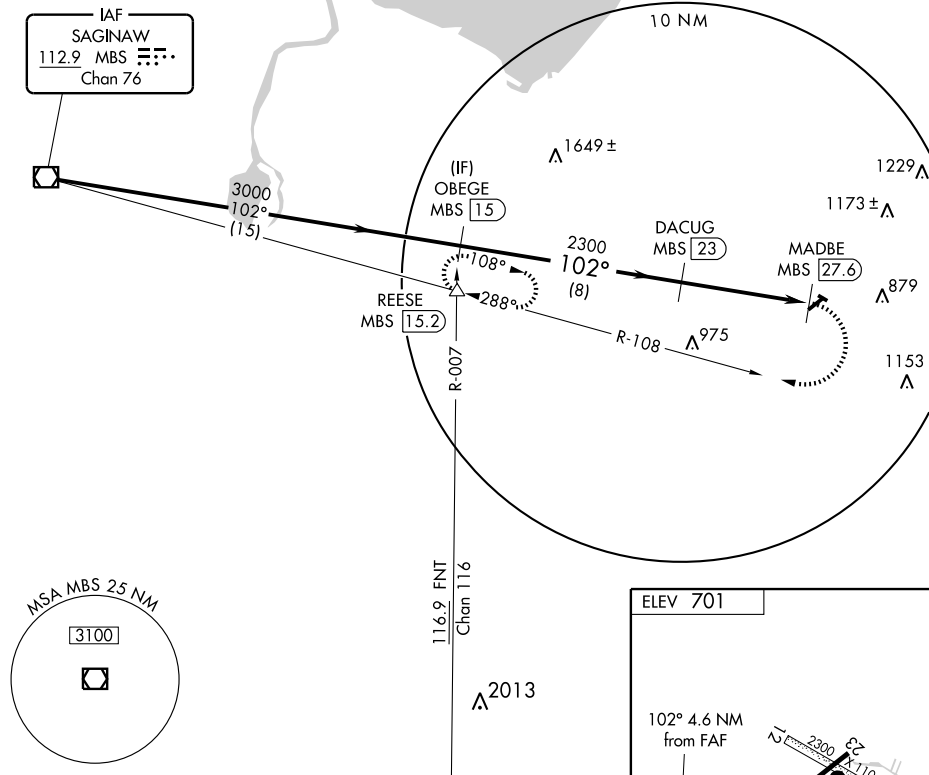 IAF
SAGINAW
112.9 MBS
Chan 76
10 NM
1649 ±
1229
1173 ±
(IF)
OBEGE
MBS 15
3000
102°
(15)
DACUG
MBS 23
2300
102°
(8)
MADBE
MBS 27.6
108°
288°
REESE
MBS 15.2
879
975
R-108
1153
R-007
116.9 FNT
Chan 116
MSA MBS 25 NM
3100
2013
ELEV 701
102° 4.6 NM
from FAF
12
2300 X 110
23